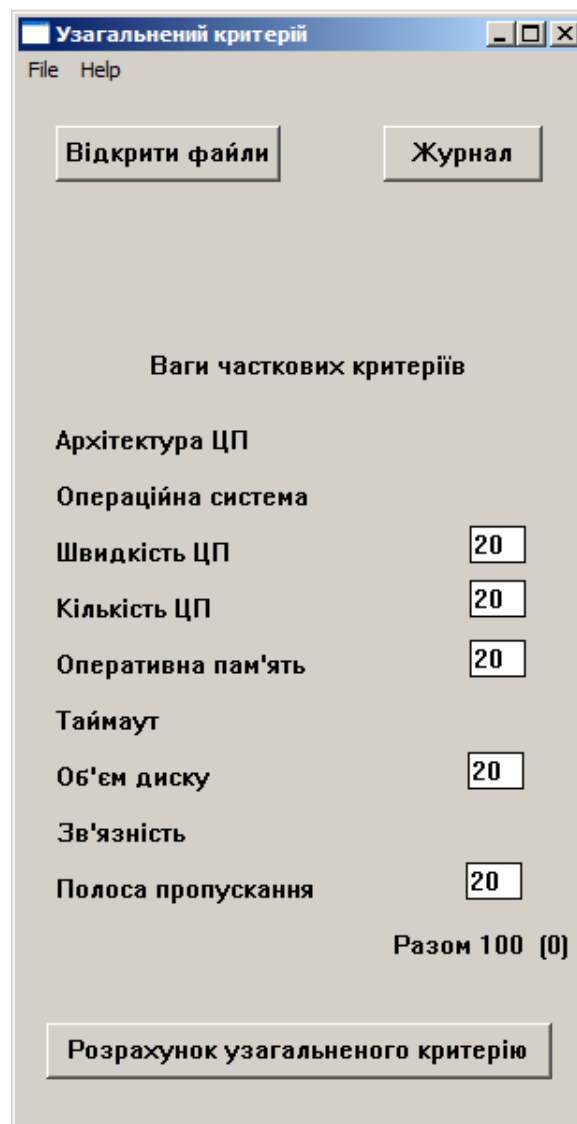 Узагальнений критерій
File Help
Відкрити файли Журнал
Ваги часткових критеріїв
Архітектура ЦП
Операційна система
Швидкість ЦП 20
Кількість ЦП 20
Оперативна пам'ять 20
Таймаут
Об'єм диску 20
Зв'язність
Полоса пропускання 20
Разом 100 (0)
Розрахунок узагальненого критерію